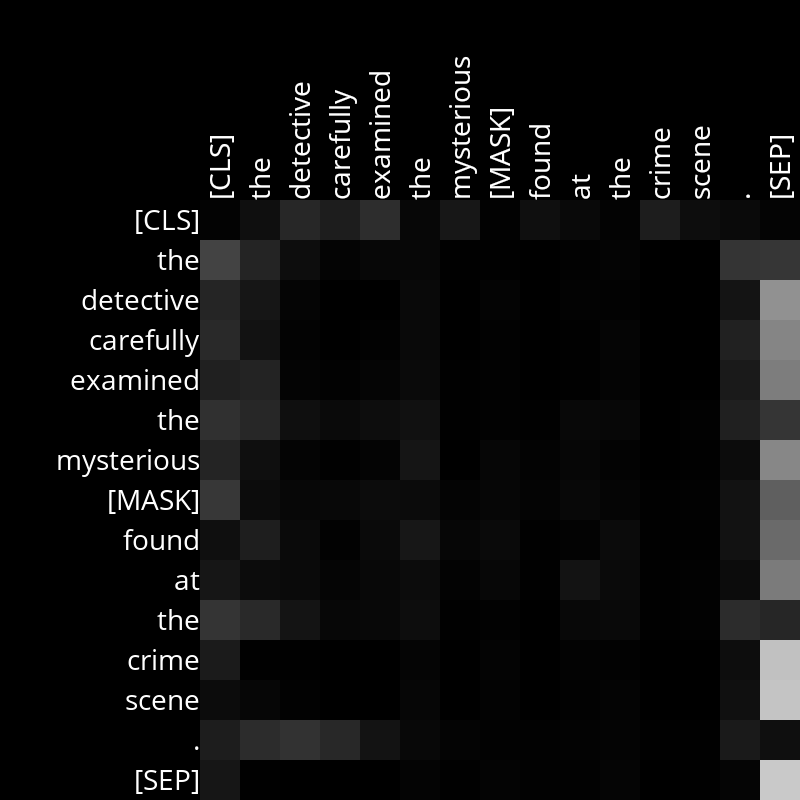 [CLS] the detective carefully examined the mysterious [MASK] found at the crime scene . [SEP]
[CLS]
the
detective
carefully
examined
the
mysterious
[MASK]
found
at
the
crime
scene
.
[SEP]